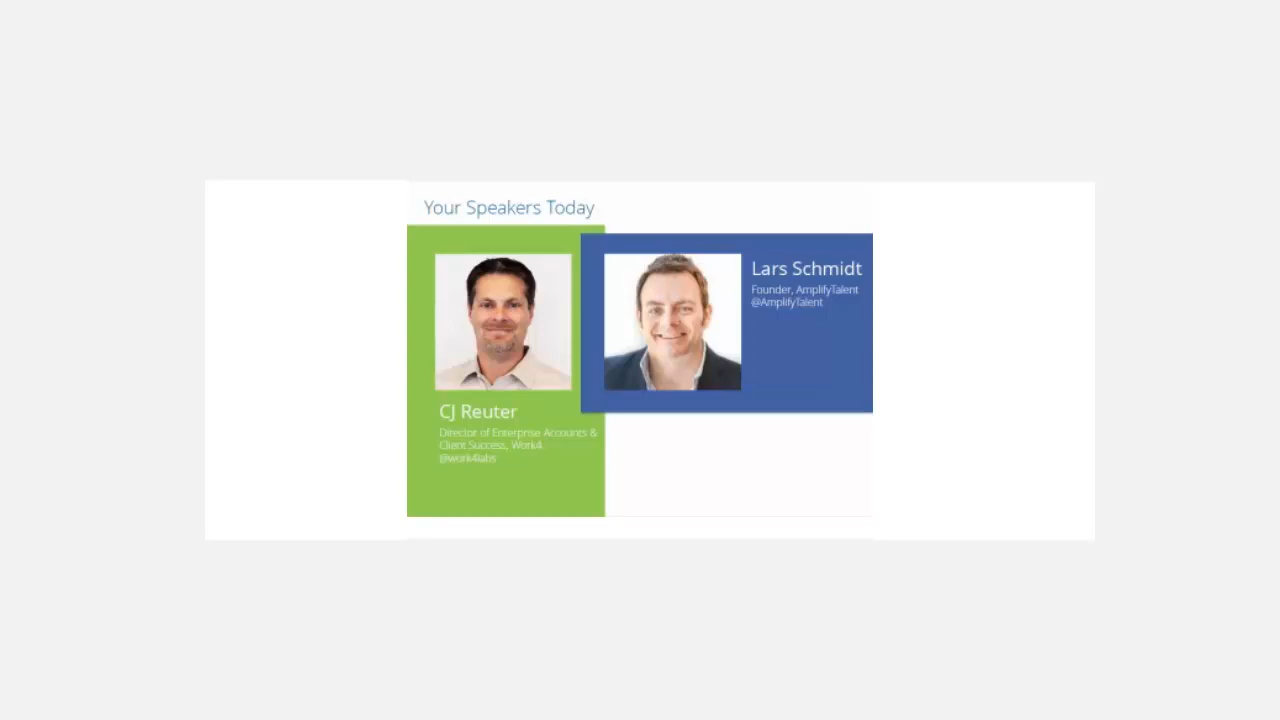 Your Speakers Today
CJ Reuter
Director of Enterprise Accounts &
Client Success, Work4
@work4labs
Lars Schmidt
Founder, AmplifyTalent
@AmplifyTalent